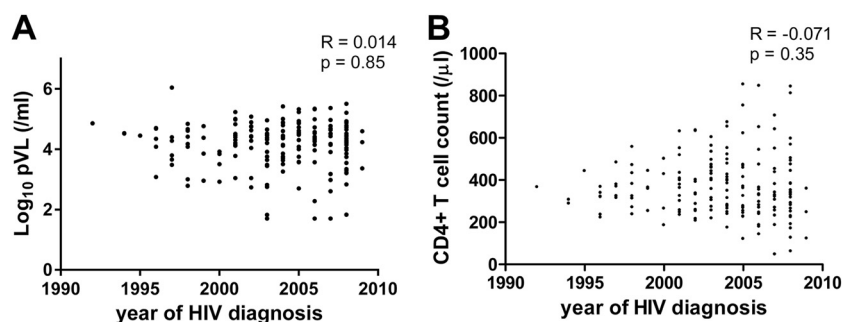 A
R = 0.014
p = 0.85
Log10 pVL (/ml)
6
4
2
0
1990
1995
2000
2005
2010
year of HIV diagnosis
B
R = -0.071
p = 0.35
CD4+ T cell count (/µl)
1000
800
600
400
200
0
1990
1995
2000
2005
2010
year of HIV diagnosis